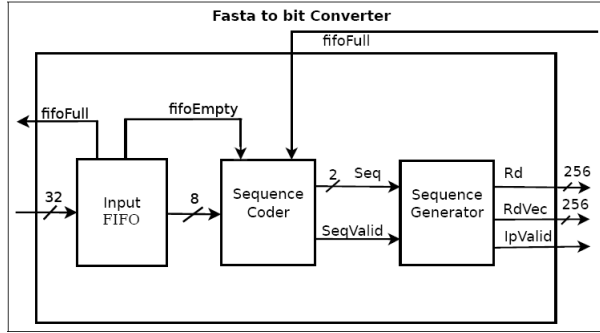 Fasta to bit Converter
fifoFull
fifoFull
fifoEmpty
32
Input
FIFO
8
Sequence
Coder
2
Seq
SeqValid
Sequence
Generator
Rd
256
RdVec
256
IpValid